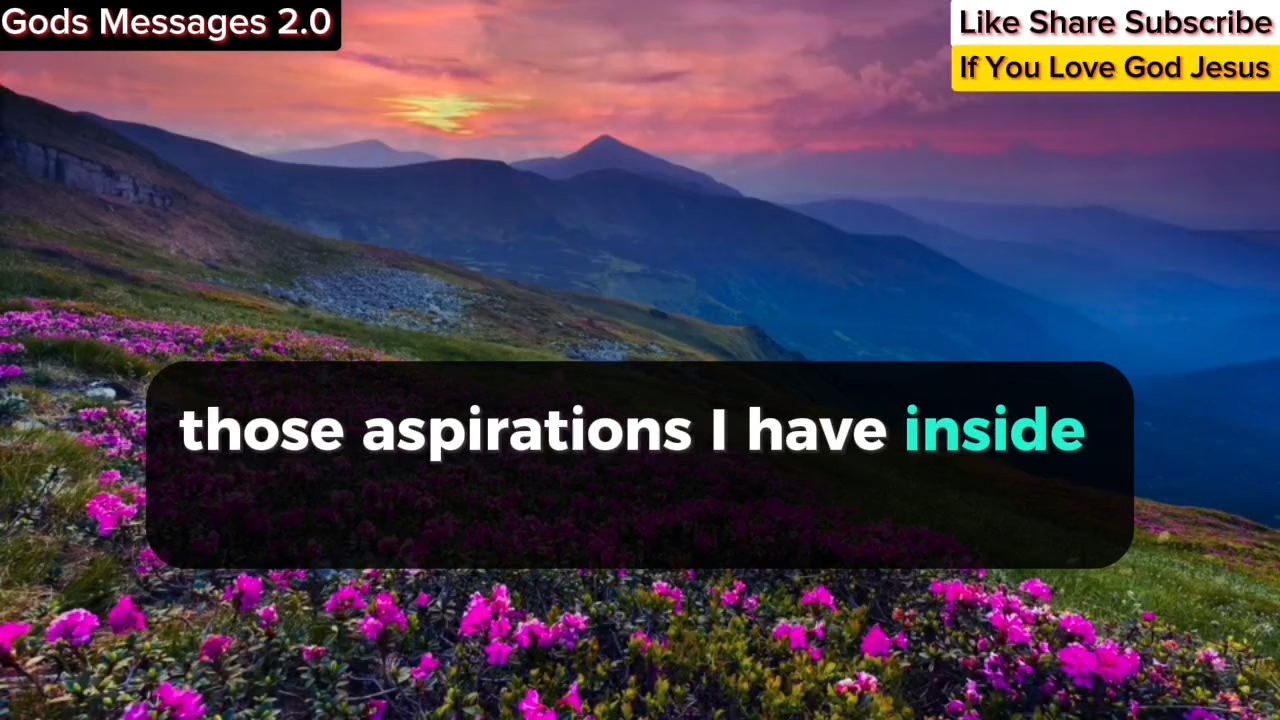 Gods Messages 2.0
Like Share Subscribe
If You Love God Jesus
those aspirations I have inside